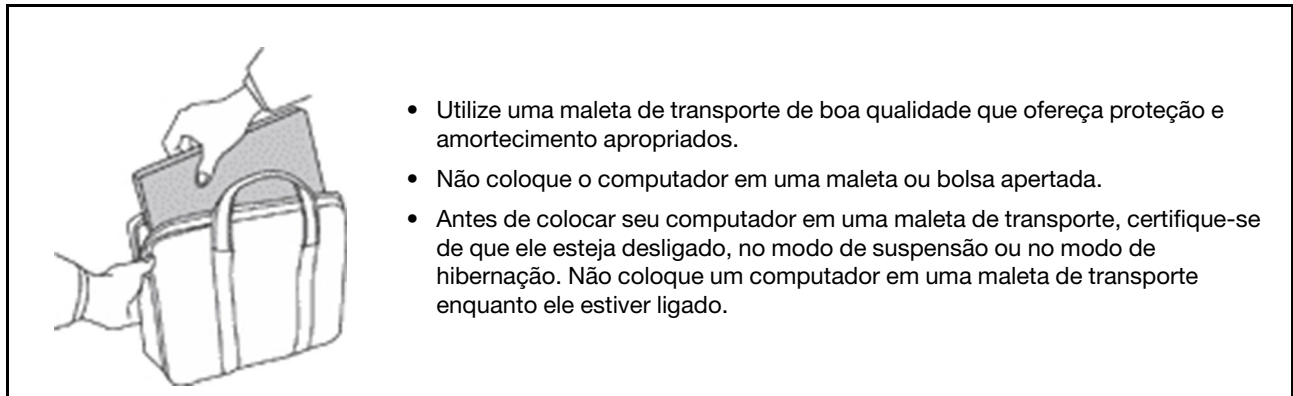 • Utilize uma maleta de transporte de boa qualidade que ofereça proteção e
amortecimento apropriados.
• Não coloque o computador em uma maleta ou bolsa apertada.
• Antes de colocar seu computador em uma maleta de transporte, certifique-se
de que ele esteja desligado, no modo de suspensão ou no modo de
hibernação. Não coloque um computador em uma maleta de transporte
enquanto ele estiver ligado.